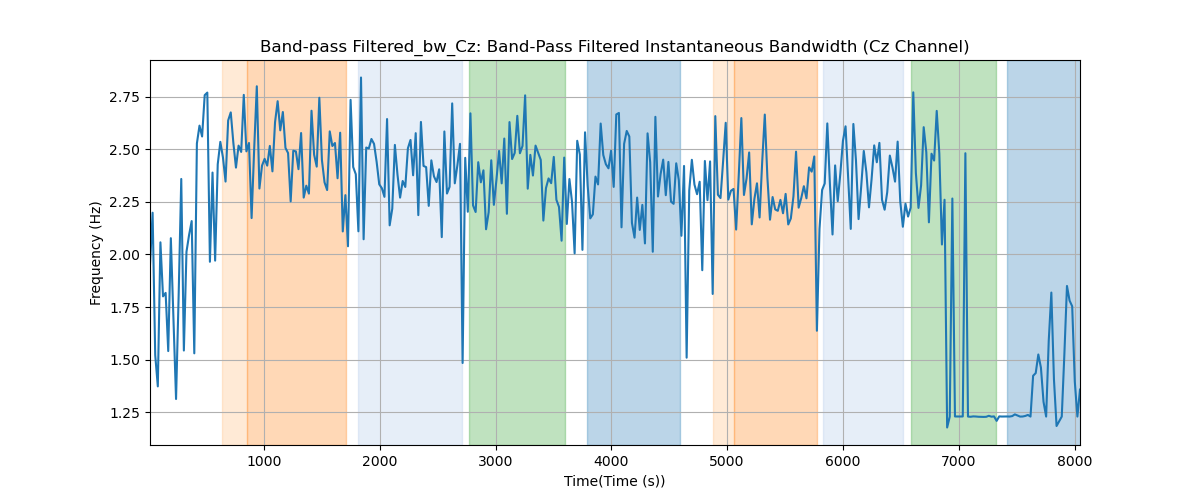 Band-pass Filtered_bw_Cz: Band-Pass Filtered Instantaneous Bandwidth (Cz Channel)
Frequency (Hz)
2.75
2.50
2.25
2.00
1.75
1.50
1.25
1000 2000 3000 4000 5000 6000 7000 8000
Time(Time (s))